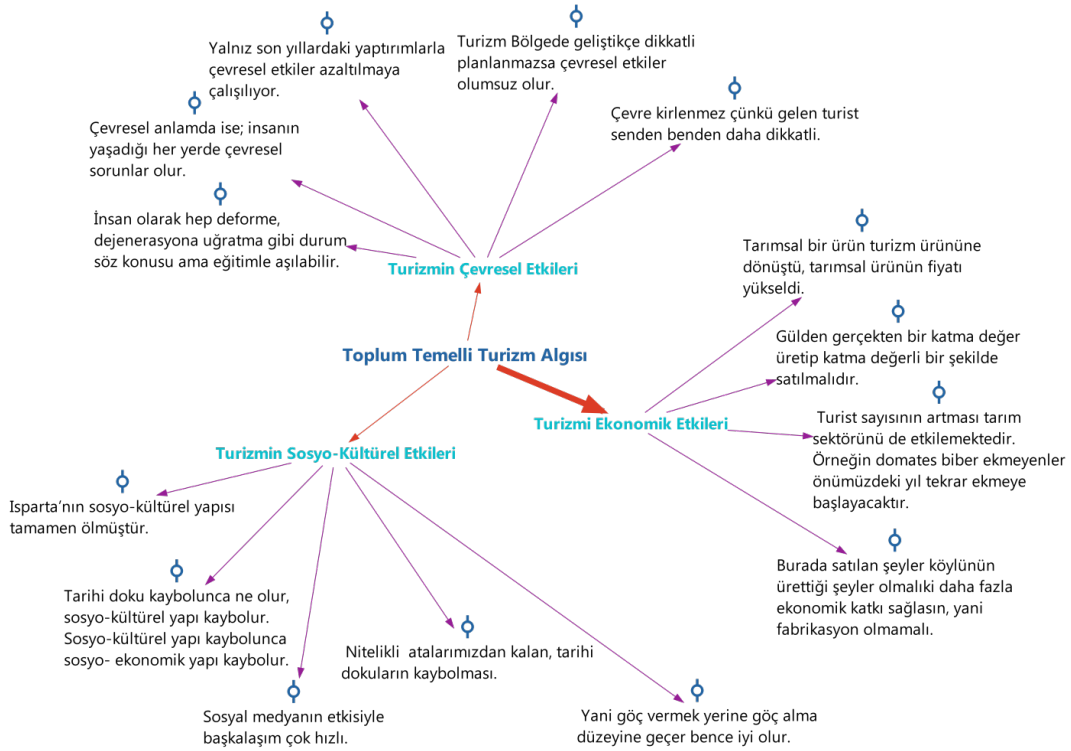 Yalnız son yıllardaki yaptırımlarla
çevresel etkiler azaltılmaya
çalışılıyor.
Turizm Bölgede geliştikçe dikkatli
planlanmazsa çevresel etkiler
olumsuz olur.
Çevre kirlenmez çünkü gelen turist
senden benden daha dikkatli.
Çevresel anlamda ise; insanın
yaşadığı her yerde çevresel
sorunlar olur.
İnsan olarak hep deforme,
dejenerasyona uğratma gibi durum
söz konusu ama eğitimle aşılabilir.
Turizmin Çevresel Etkileri
Tarımsal bir ürün turizm ürününe
dönüştü, tarımsal ürünün fiyatı
yükseldi.
Gülden gerçekten bir katma değer
üretip katma değerli bir şekilde
satılmalıdır.
Toplum Temelli Turizm Algısı
Turizmi Ekonomik Etkileri
Turist sayısının artması tarım
sektörünü de etkilemektedir.
Örneğin domates biber ekmeyenler
önümüzdeki yıl tekrar ekmeye
başlayacaktır.
Burada satılan şeyler köylünün
ürettiği şeyler olmalıki daha fazla
ekonomik katkı sağlasın, yani
fabrikasyon olmamalı.
Turizmin Sosyo-Kültürel Etkileri
Isparta’nın sosyo-kültürel yapısı
tamamen ölmüştür.
Tarihi doku kaybolunca ne olur,
sosyo-kültürel yapı kaybolur.
Sosyo-kültürel yapı kaybolunca
sosyo- ekonomik yapı kaybolur.
Nitelikli atalarımızdan kalan, tarihi
dokuların kaybolması.
Sosyal medyanın etkisiyle
başkalaşım çok hızlı.
Yani göç vermek yerine göç alma
düzeyine geçer bence iyi olur.